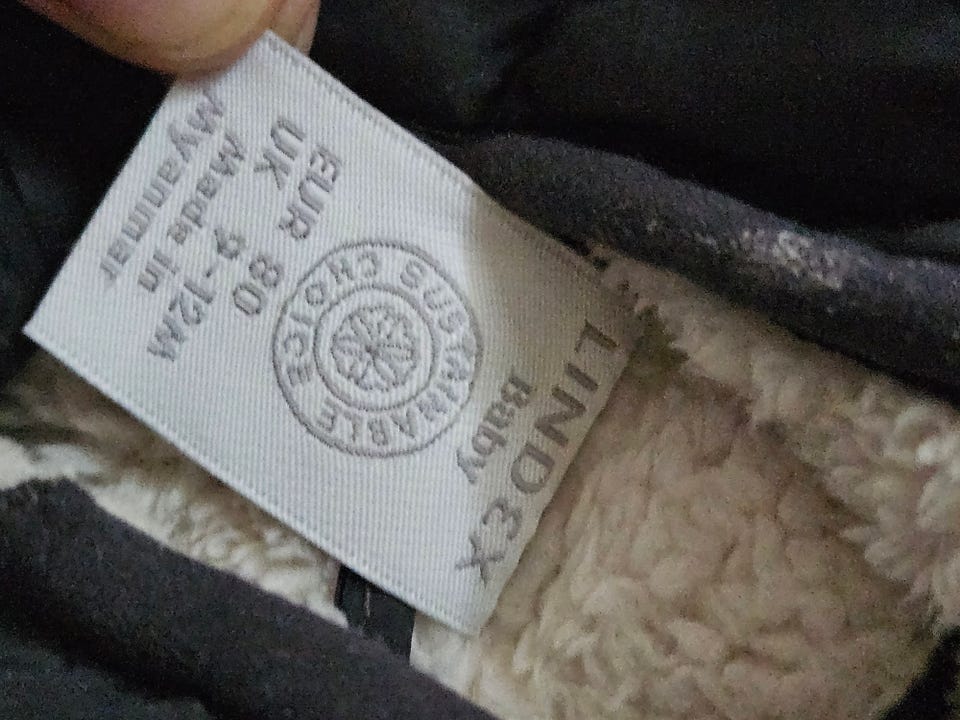 LINDEX
Baby
SUSTAINABLE CHOICE
EUR 80
UK 9-12M
Made in
Myanmar